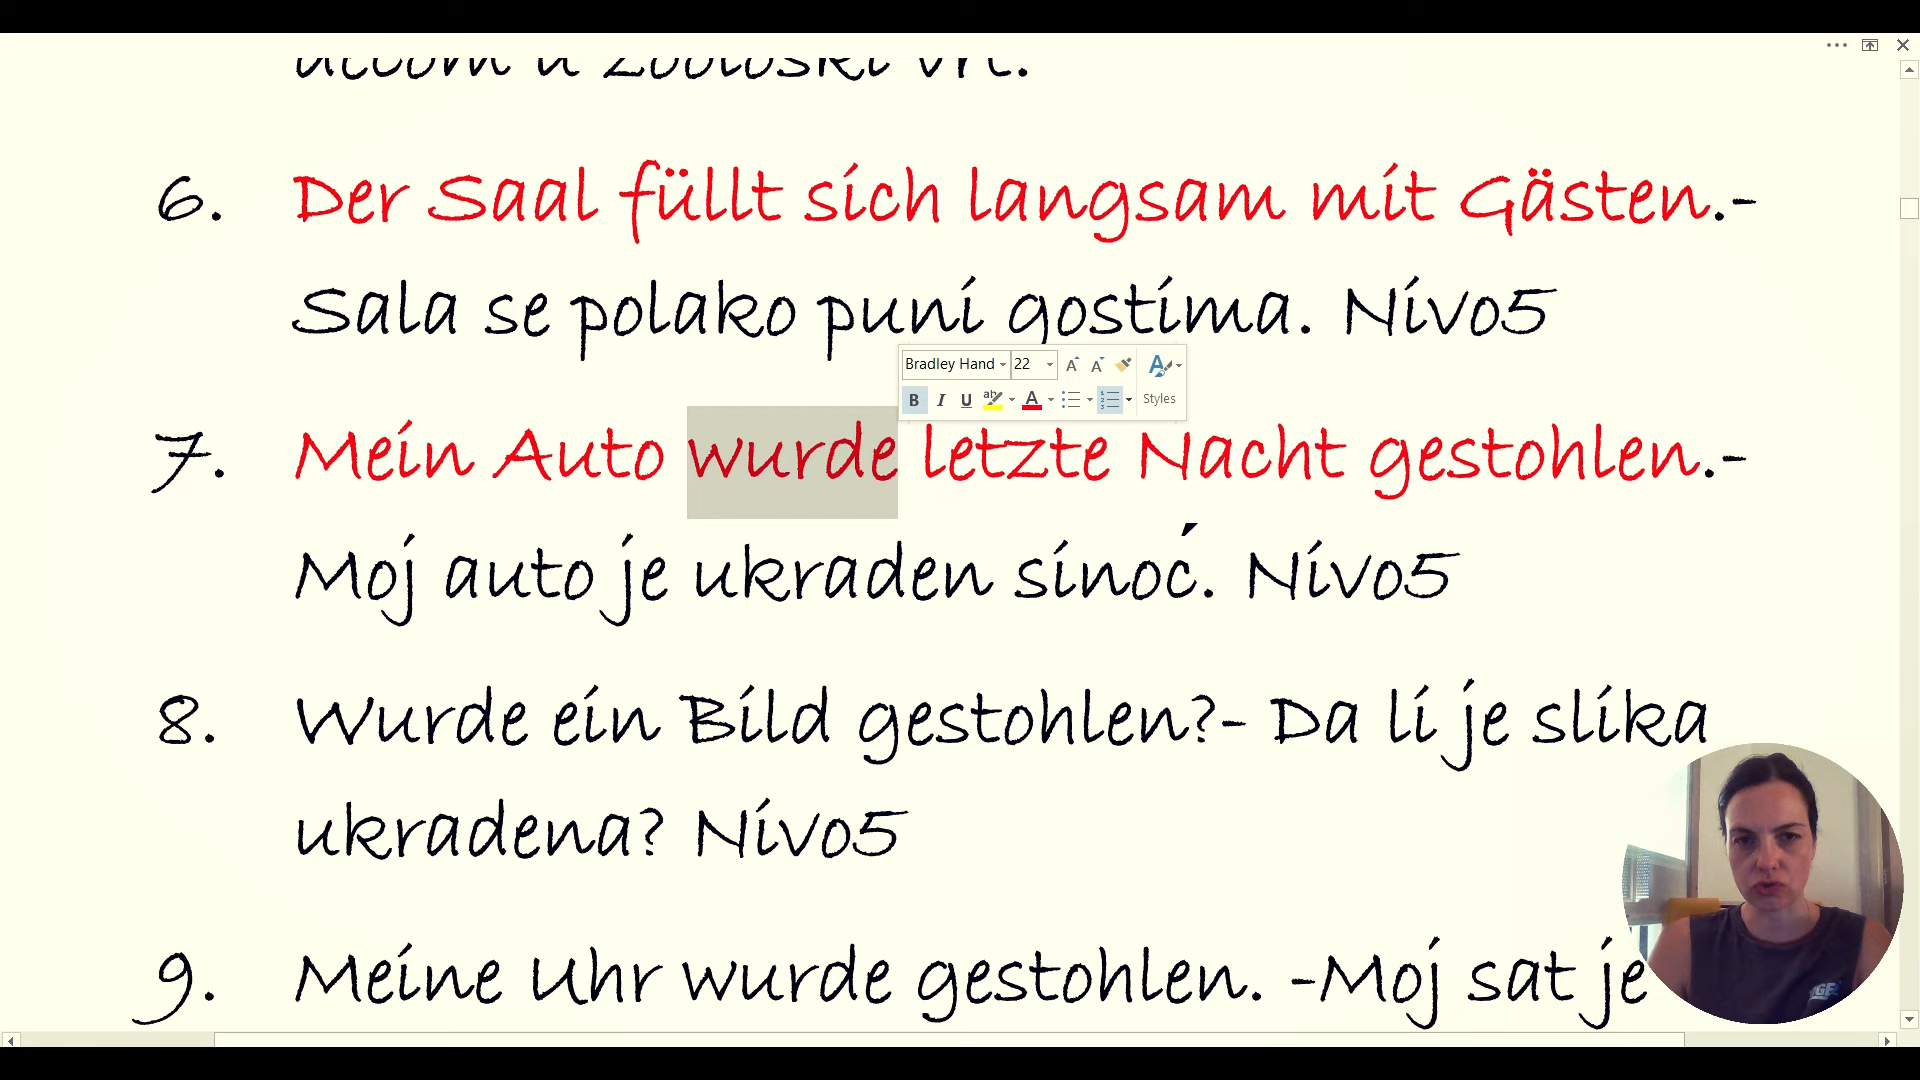 u zoološki vrt.
6. Der Saal füllt sich langsam mit Gästen.-
Sala se polako puni gostima. Nivo5
Bradley Hand 22
B I U Styles
7. Mein Auto wurde letzte Nacht gestohlen.-
Moj auto je ukraden sinoć. Nivo5
8. Wurde ein Bild gestohlen?- Da li je slika
ukradena? Nivo5
9. Meine Uhr wurde gestohlen. -Moj sat je